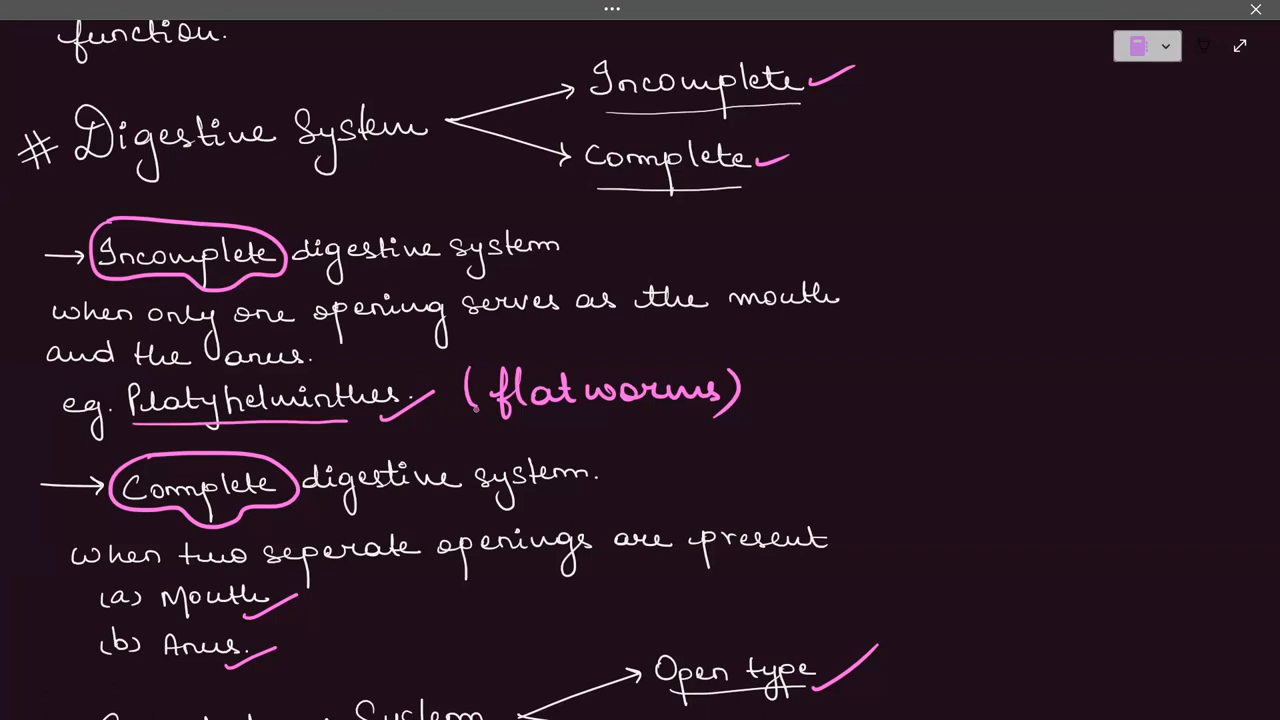 function.
# Digestive System → Incomplete ✓
→ Complete ✓
→ Incomplete digestive system
when only one opening serves as the mouth
and the anus.
eg. Platyhelminthes. ✓ (flatworms)
→ Complete digestive system.
when two seperate openings are present
(a) Mouth ✓
(b) Anus. ✓
→ Open type ✓
System